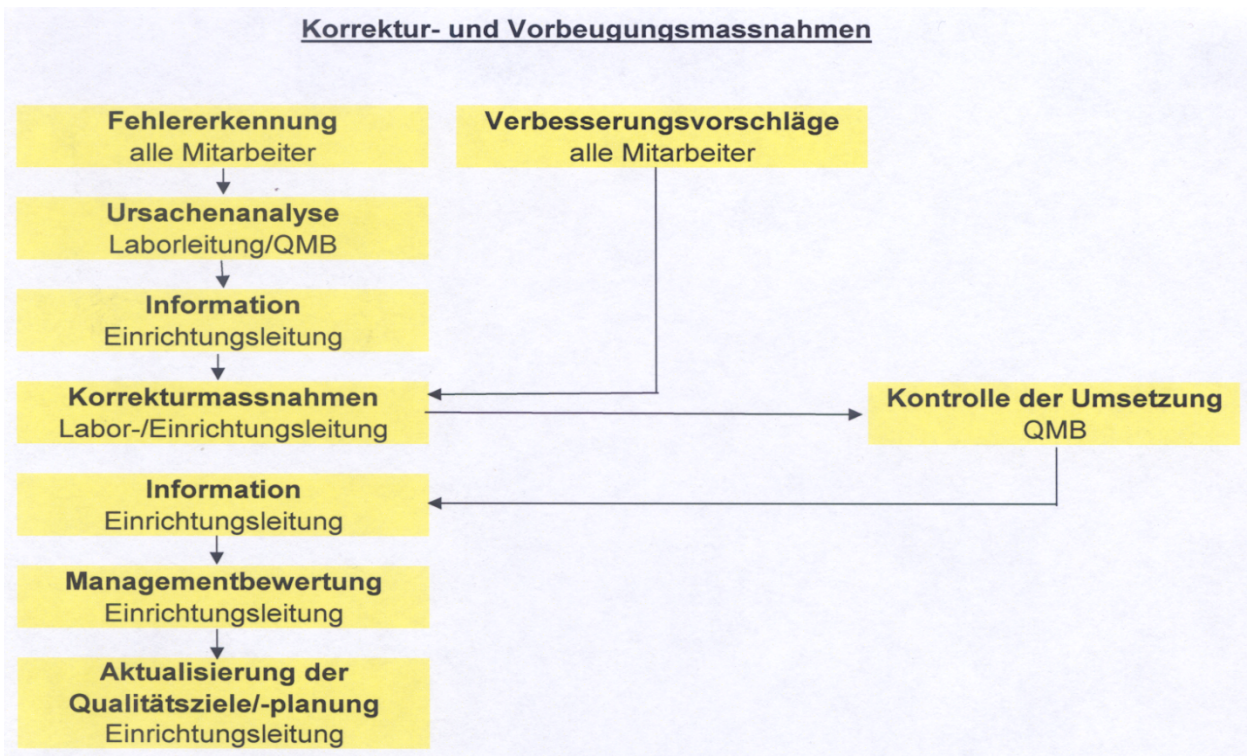 Korrektur- und Vorbeugungsmassnahmen
Fehlererkennung
alle Mitarbeiter
Verbesserungsvorschläge
alle Mitarbeiter
Ursachenanalyse
Laborleitung/QMB
Information
Einrichtungsleitung
Korrekturmassnahmen
Labor-/Einrichtungsleitung
Kontrolle der Umsetzung
QMB
Information
Einrichtungsleitung
Managementbewertung
Einrichtungsleitung
Aktualisierung der
Qualitätsziele/-planung
Einrichtungsleitung